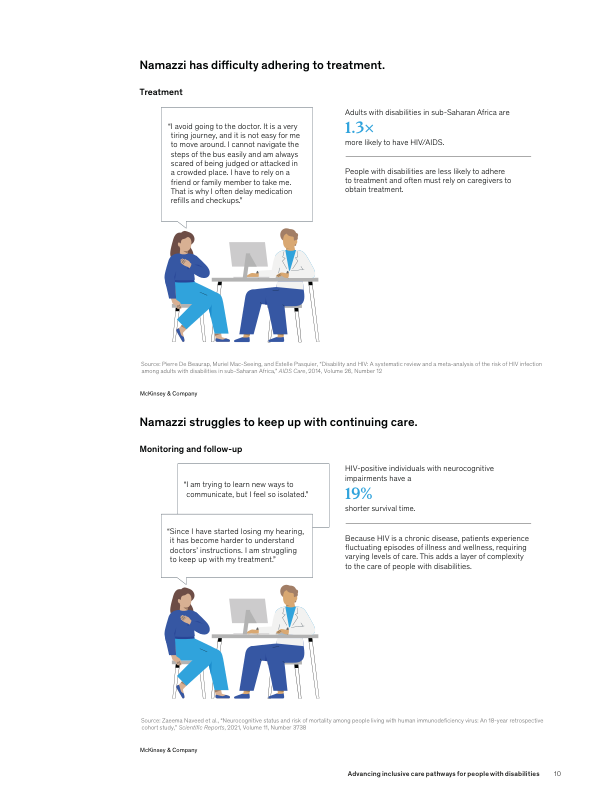 Namazzi has difficulty adhering to treatment.
Treatment
“I avoid going to the doctor. It is a very
tiring journey, and it is not easy for me
to move around. I cannot navigate the
steps of the bus easily and am always
scared of being judged or attacked in
a crowded place. I have to rely on a
friend or family member to take me.
That is why I often delay medication
refills and checkups.”
Adults with disabilities in sub-Saharan Africa are
1.3×
more likely to have HIV/AIDS.
People with disabilities are less likely to adhere
to treatment and often must rely on caregivers to
obtain treatment.
Source: Pierre De Beaurap, Muriel Mac-Seeing, and Estelle Pasquier, “Disability and HIV: A systematic review and a meta-analysis of the risk of HIV infection
among adults with disabilities in sub-Saharan Africa,” AIDS Care, 2014, Volume 26, Number 12
McKinsey & Company
Namazzi struggles to keep up with continuing care.
Monitoring and follow-up
“I am trying to learn new ways to
communicate, but I feel so isolated.”
“Since I have started losing my hearing,
it has become harder to understand
doctors’ instructions. I am struggling
to keep up with my treatment.”
HIV-positive individuals with neurocognitive
impairments have a
19%
shorter survival time.
Because HIV is a chronic disease, patients experience
fluctuating episodes of illness and wellness, requiring
varying levels of care. This adds a layer of complexity
to the care of people with disabilities.
Source: Zaeema Naveed et al., “Neurocognitive status and risk of mortality among people living with human immunodeficiency virus: An 18-year retrospective
cohort study,” Scientific Reports, 2021, Volume 11, Number 3738
McKinsey & Company
Advancing inclusive care pathways for people with disabilities 10